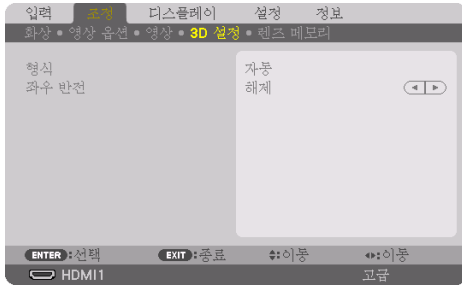 입력 조정 디스플레이 설정 정보
화상 • 영상 옵션 • 영상 • 3D 설정 • 렌즈 메모리
형식 자동
좌우 반전 해제
ENTER :선택 EXIT :종료 :이동 :이동
HDMI1 고급